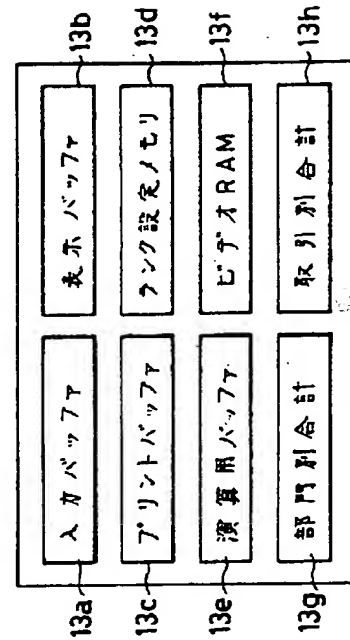 13a 入力バッファ
13b 表示バッファ
13c プリントバッファ
13d ランク設定メモリ
13e 演算用バッファ
13f ビデオRAM
13g 部門別合計
13h 取引別合計